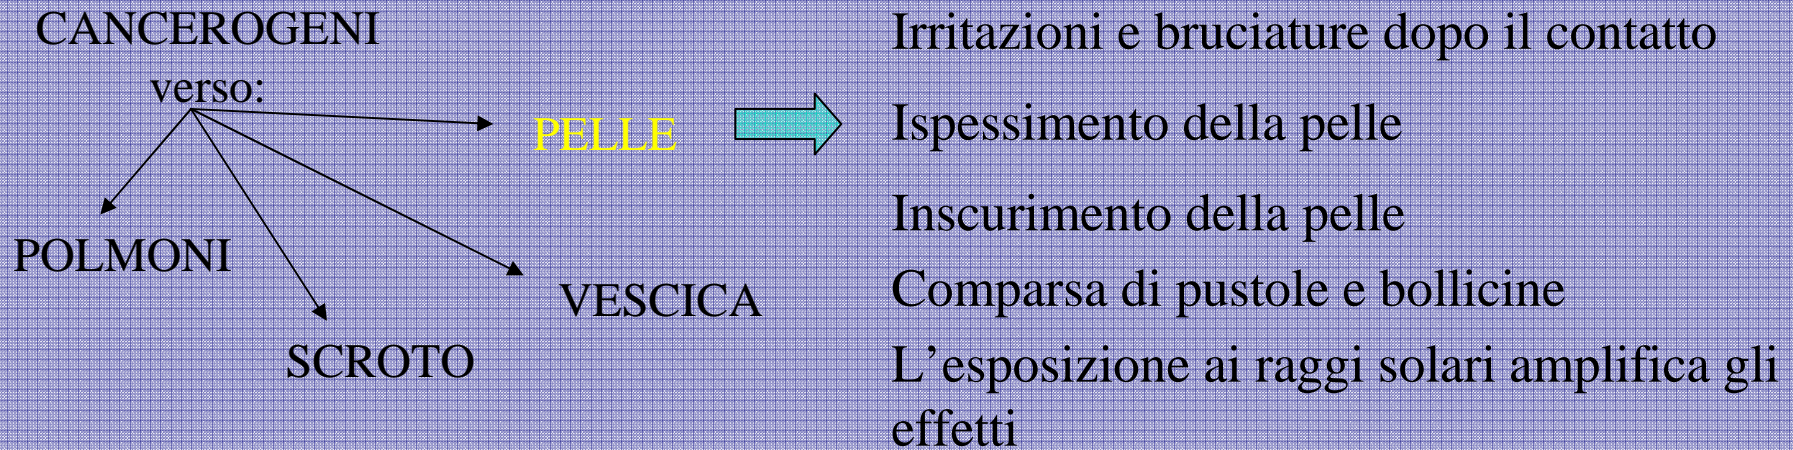 CANCEROGENI
verso:
PELLE
POLMONI
VESCICA
SCROTO
Irritazioni e bruciature dopo il contatto
Ispessimento della pelle
Inscurimento della pelle
Comparsa di pustole e bollicine
L’esposizione ai raggi solari amplifica gli
effetti